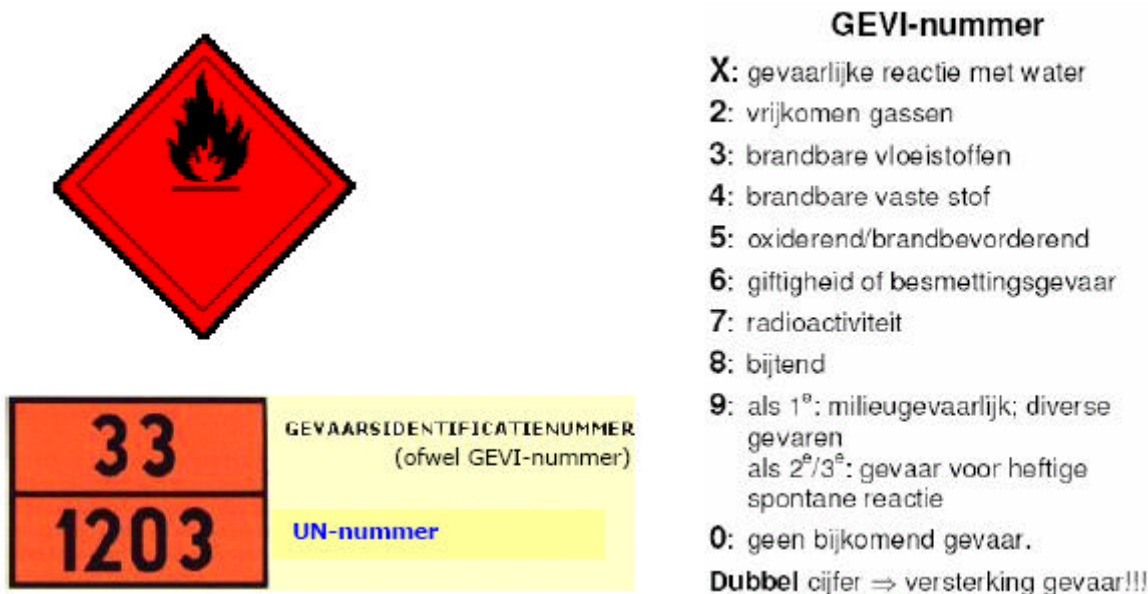 33
1203
GEVAARSIDENTIFICATIENUMMER
(ofwel GEVI-nummer)
UN-nummer
GEVI-nummer
X: gevaarlijke reactie met water
2: vrijkomen gassen
3: brandbare vloeistoffen
4: brandbare vaste stof
5: oxiderend/brandbevorderend
6: giftigheid of besmettingsgevaar
7: radioactiviteit
8: bijtend
9: als 1e: milieugevaarlijk; diverse
gevaren
als 2e/3e: gevaar voor heftige
spontane reactie
0: geen bijkomend gevaar.
Dubbel cijfer ⇒ versterking gevaar!!!